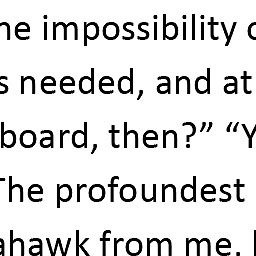 he impossibility
s needed, and at
board, then?” “Y
The profoundest
ahawk from me.